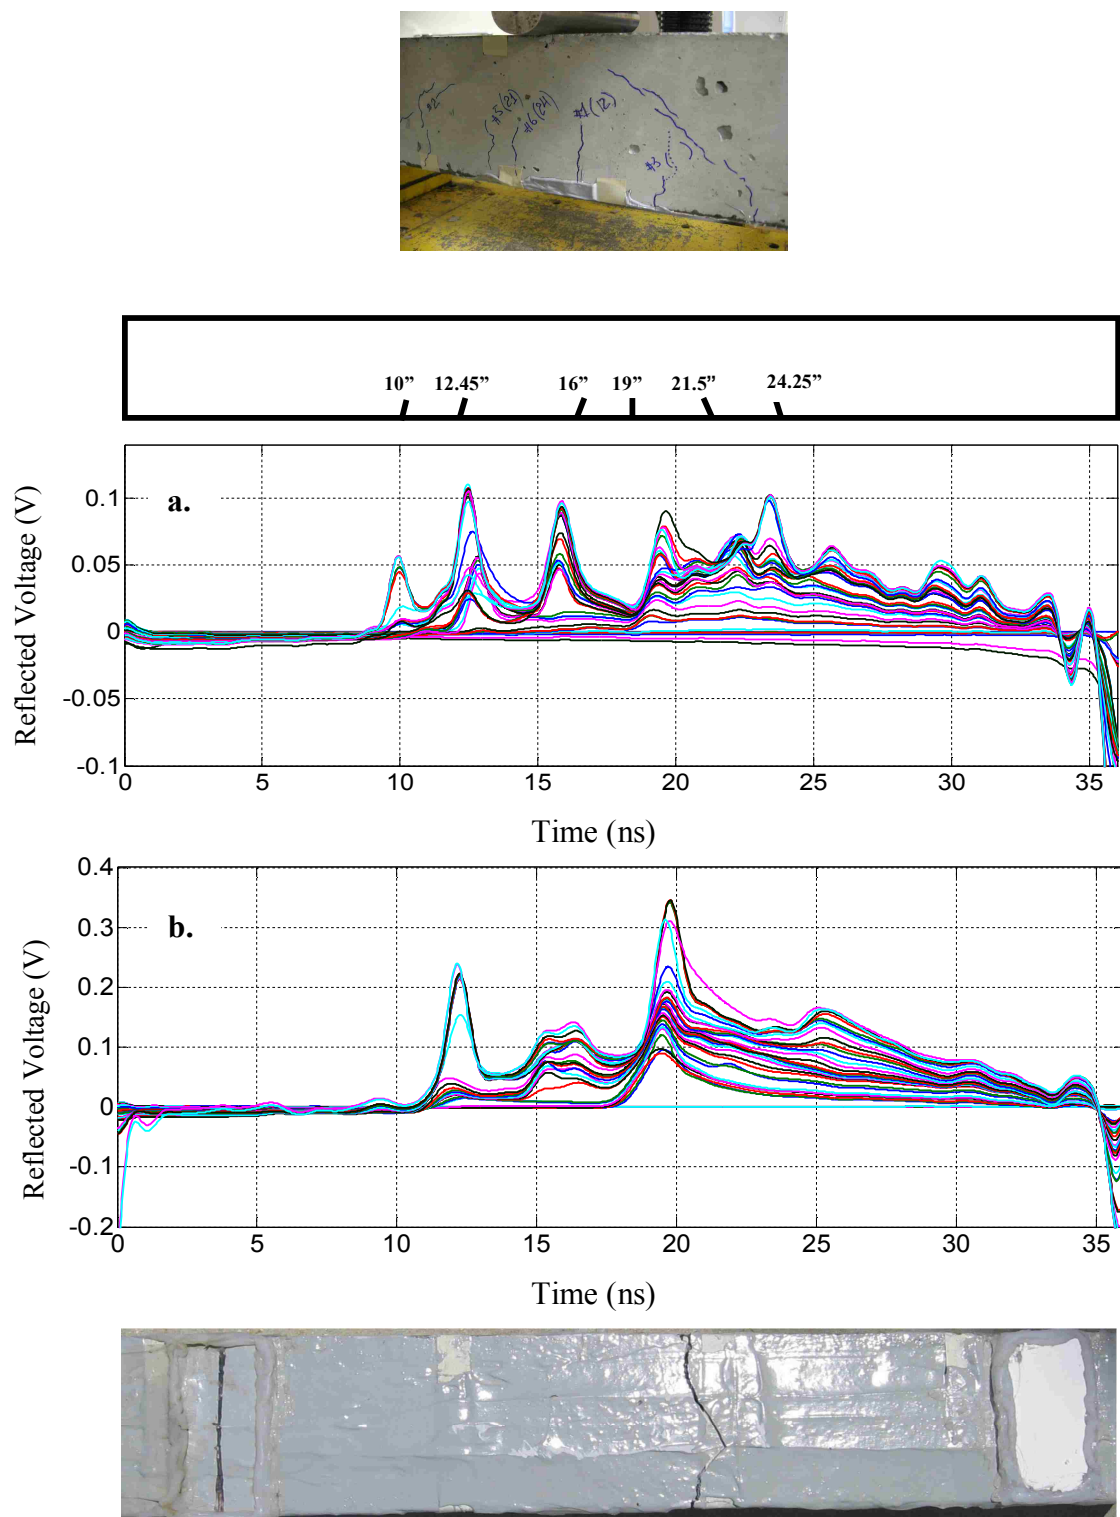 #2
#5(21)
#6(24)
#1(12)
#3(
10” 12.45” 16” 19” 21.5” 24.25”
a.
Reflected Voltage (V)
0.1
0.05
0
-0.05
-0.1
0 5 10 15 20 25 30 35
Time (ns)
b.
Reflected Voltage (V)
0.4
0.3
0.2
0.1
0
-0.1
-0.2
0 5 10 15 20 25 30 35
Time (ns)